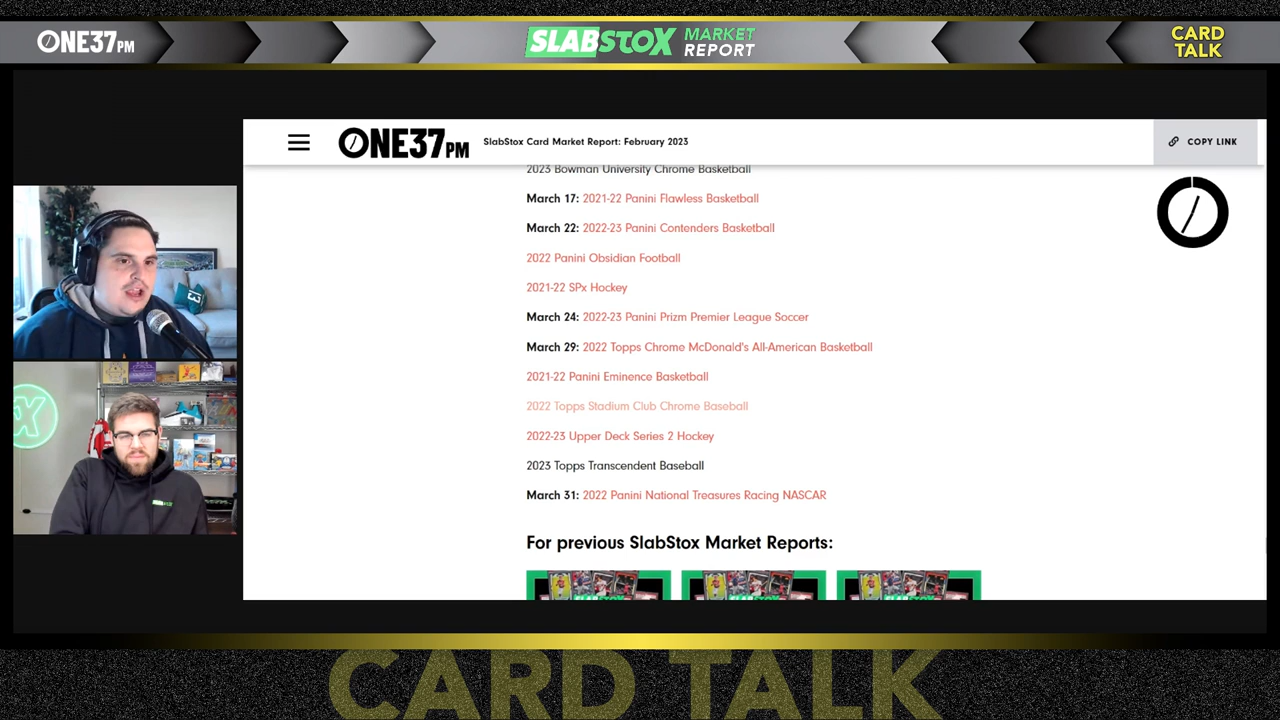 ONE37PM
SLABSTOX MARKET REPORT
CARD TALK
ONE37PM
SlabStox Card Market Report: February 2023
COPY LINK
2023 Bowman University Chrome Basketball
March 17: 2021-22 Panini Flawless Basketball
March 22: 2022-23 Panini Contenders Basketball
2022 Panini Obsidian Football
2021-22 SPx Hockey
March 24: 2022-23 Panini Prizm Premier League Soccer
March 29: 2022 Topps Chrome McDonald's All-American Basketball
2021-22 Panini Eminence Basketball
2022 Topps Stadium Club Chrome Baseball
2022-23 Upper Deck Series 2 Hockey
2023 Topps Transcendent Baseball
March 31: 2022 Panini National Treasures Racing NASCAR
For previous SlabStox Market Reports:
CARD TALK